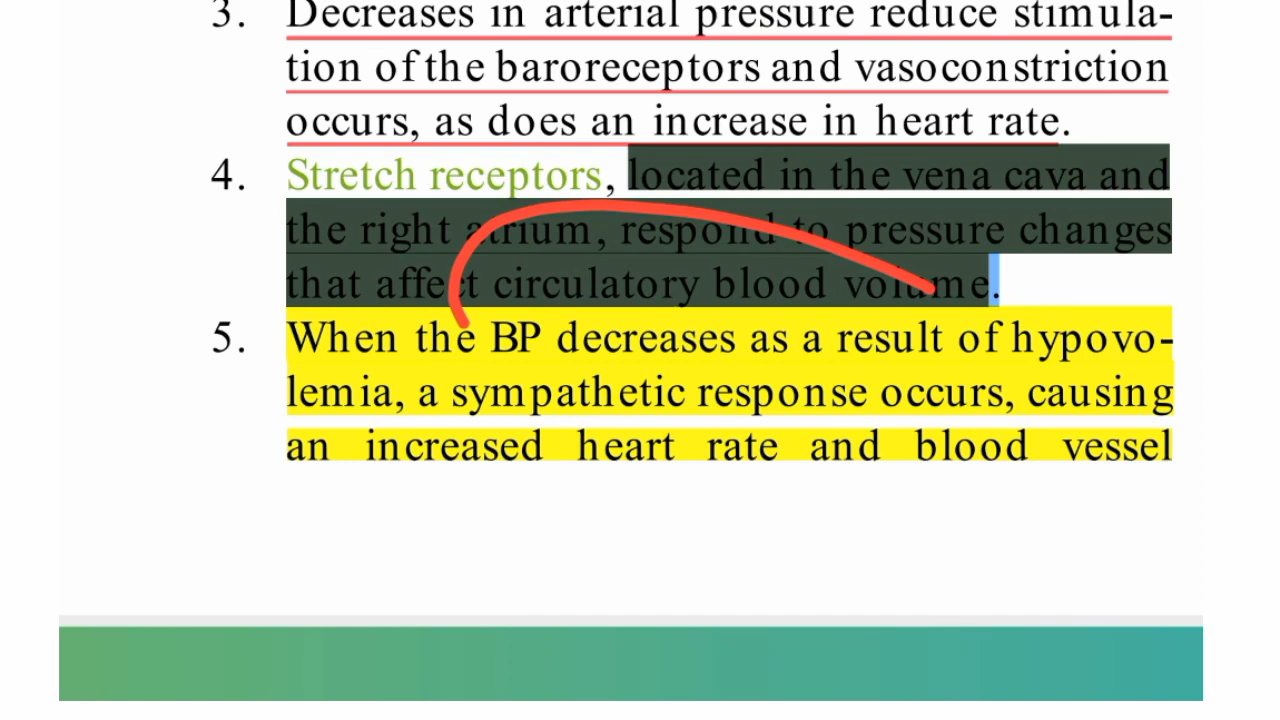 3. Decreases in arterial pressure reduce stimula-
tion of the baroreceptors and vasoconstriction
occurs, as does an increase in heart rate.
4. Stretch receptors, located in the vena cava and
the right atrium, respond to pressure changes
that affect circulatory blood volume.
5. When the BP decreases as a result of hypovo-
lemia, a sympathetic response occurs, causing
an increased heart rate and blood vessel